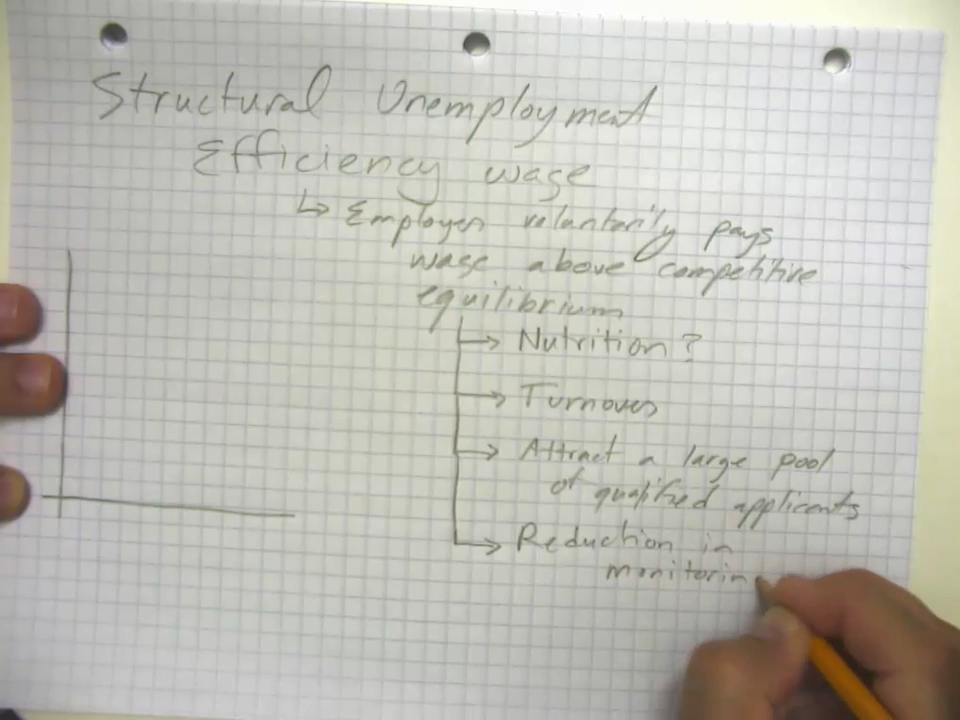 Structural Unemployment
Efficiency wage
Employer voluntarily pays
wage above competitive
equilibrium
Nutrition?
Turnover
Attract a large pool
of qualified applicants
Reduction in
monitorin